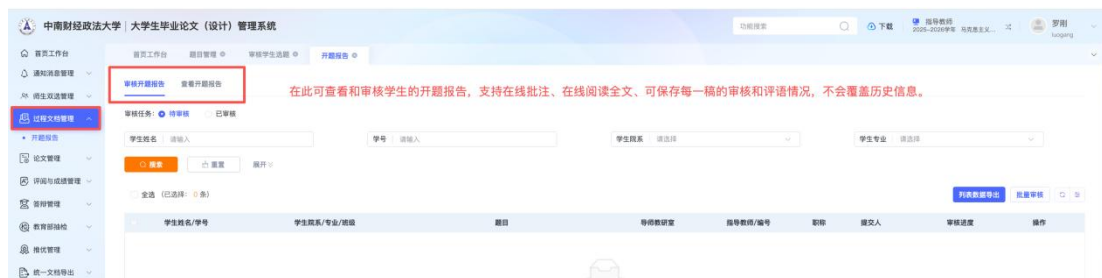 中南财经政法大学 | 大学生毕业论文（设计）管理系统
功能搜索
下载
指导教师
2025-2026学年 马克思主义...
罗刚
luogang
首页工作台
首页工作台 题目管理 审核学生选题 开题报告
通知消息管理
师生双选管理
过程文档管理
开题报告
论文管理
评阅与成绩管理
答辩管理
教育部抽检
推优管理
统一文档导出
审核开题报告 查看开题报告
在此可查看和审核学生的开题报告，支持在线批注、在线阅读全文、可保存每一稿的审核和评语情况，不会覆盖历史信息。
审核任务： 待审核 已审核
学生姓名 请输入 学号 请输入 学生院系 请选择 学生专业 请选择
搜索 重置 展开
全选 （已选择： 0 条） 列表数据导出 批量审核
学生姓名/学号 学生院系/专业/班级 题目 导师教研室 指导教师/编号 职称 提交人 审核进度 操作